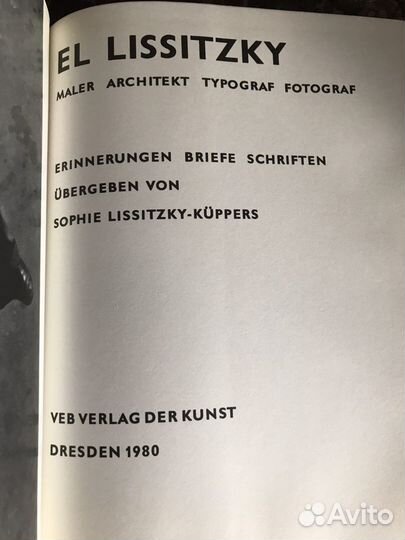 EL LISSITZKY
MALER ARCHITEKT TYPOGRAF FOTOGRAF
ERINNERUNGEN BRIEFE SCHRIFTEN
ÜBERGEBEN VON
SOPHIE LISSITZKY-KÜPPERS
VEB VERLAG DER KUNST
DRESDEN 1980
Avito